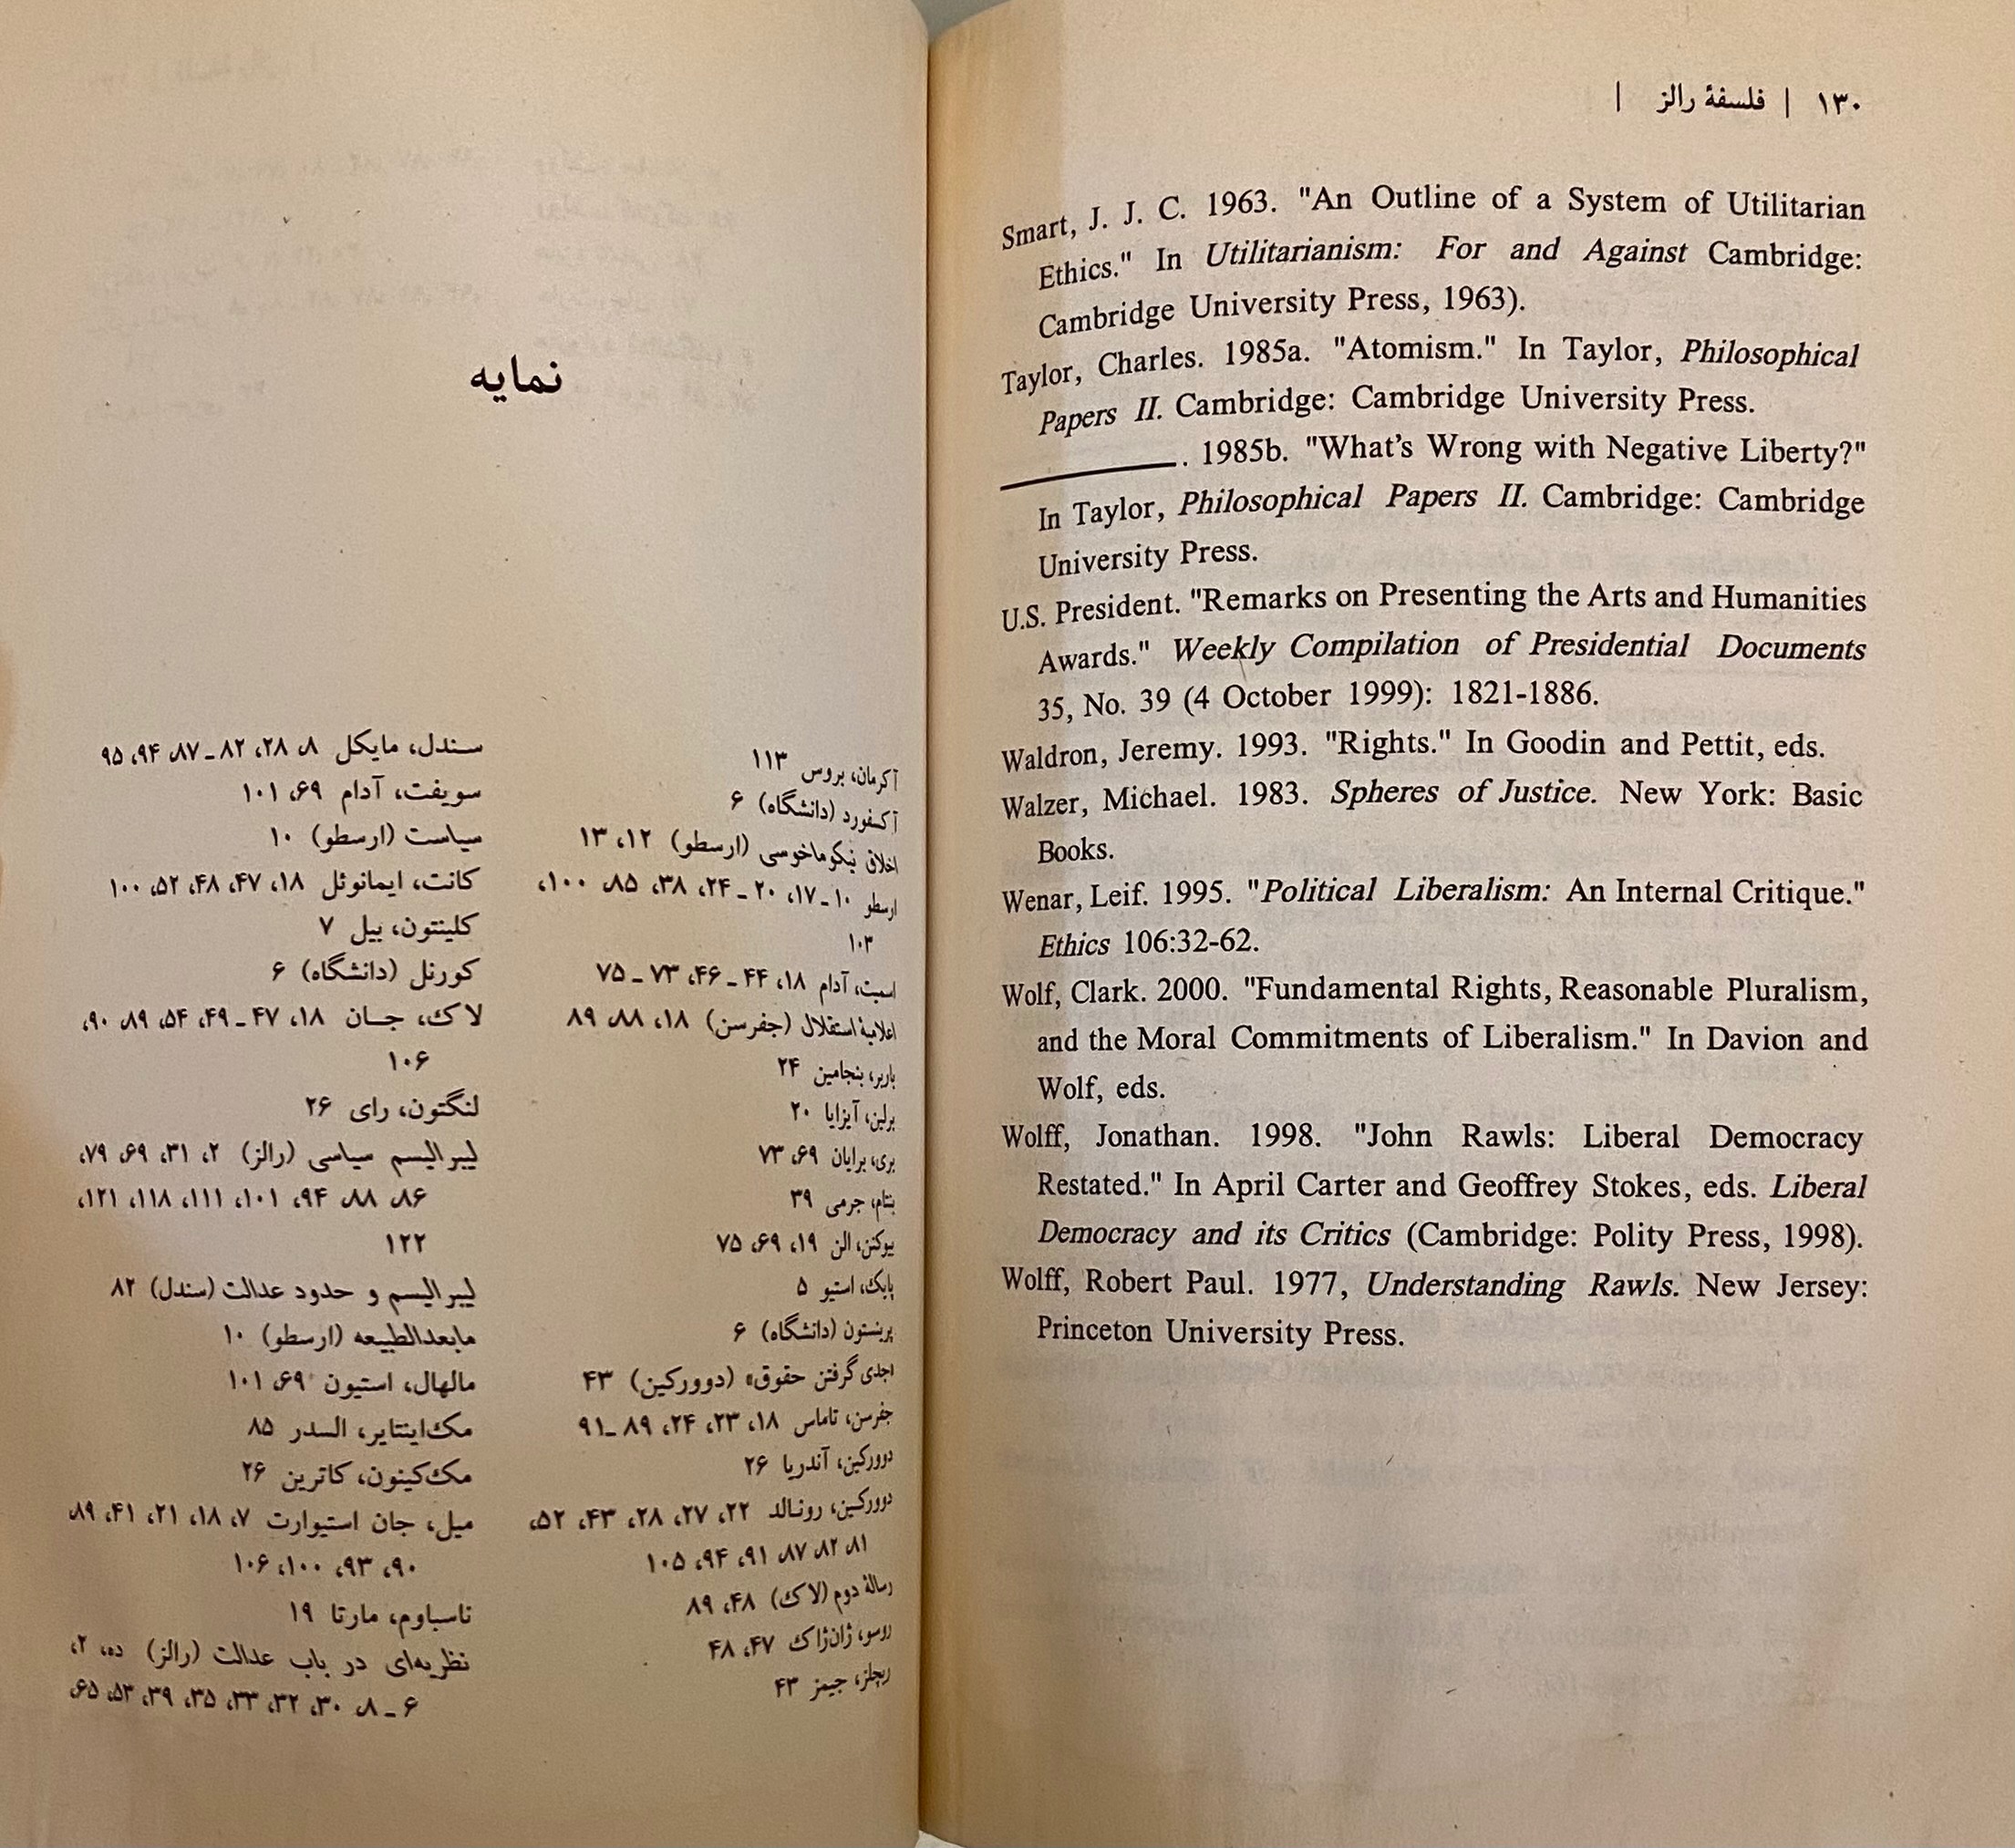 ۱۳۰ | فلسفهٔ رالز |
Smart, J. J. C. 1963. "An Outline of a System of Utilitarian
Ethics." In Utilitarianism: For and Against Cambridge:
Cambridge University Press, 1963).
Taylor, Charles. 1985a. "Atomism." In Taylor, Philosophical
Papers II. Cambridge: Cambridge University Press.
________. 1985b. "What's Wrong with Negative Liberty?"
In Taylor, Philosophical Papers II. Cambridge: Cambridge
University Press.
U.S. President. "Remarks on Presenting the Arts and Humanities
Awards." Weekly Compilation of Presidential Documents
35, No. 39 (4 October 1999): 1821-1886.
Waldron, Jeremy. 1993. "Rights." In Goodin and Pettit, eds.
Walzer, Michael. 1983. Spheres of Justice. New York: Basic
Books.
Wenar, Leif. 1995. "Political Liberalism: An Internal Critique."
Ethics 106:32-62.
Wolf, Clark. 2000. "Fundamental Rights, Reasonable Pluralism,
and the Moral Commitments of Liberalism." In Davion and
Wolf, eds.
Wolff, Jonathan. 1998. "John Rawls: Liberal Democracy
Restated." In April Carter and Geoffrey Stokes, eds. Liberal
Democracy and its Critics (Cambridge: Polity Press, 1998).
Wolff, Robert Paul. 1977, Understanding Rawls. New Jersey:
Princeton University Press.
نمایه
آکرمان، بروس ۱۱۳
آکسفورد (دانشگاه) ۶
اخلاق نیکوماخوسی (ارسطو) ۱۲، ۱۳
ارسطو ۱۰ـ۱۷، ۲۰ـ۲۴، ۳۸، ۸۵، ۱۰۰،
۱۰۳
اسمیت، آدام ۱۸، ۴۴ـ۴۶، ۷۳ـ۷۵
اعلامیهٔ استقلال (جفرسن) ۱۸، ۸۸، ۸۹
باربر، بنجامین ۲۴
برلین، آیزایا ۲۰
بری، برایان ۶۹، ۷۳
بنتام، جرمی ۳۹
بیوکنن، الن ۱۹، ۶۹، ۷۵
پایک، استیو ۵
پرینستون (دانشگاه) ۶
«جدی گرفتن حقوق» (دوورکین) ۴۳
جفرسن، تاماس ۱۸، ۲۳، ۲۴، ۸۹ـ۹۱
دوورکین، آندریا ۲۶
دوورکین، رونالد ۲۲، ۲۷، ۲۸، ۴۳، ۵۲،
۸۱، ۸۲، ۸۷، ۹۱، ۹۴، ۱۰۵
رسالهٔ دوم (لاک) ۴۸، ۸۹
روسو، ژان‌ژاک ۴۷، ۴۸
ریچلز، جیمز ۴۳
سندل، مایکل ۸، ۲۸، ۸۲ـ۸۷، ۹۴، ۹۵
سویفت، آدام ۶۹، ۱۰۱
سیاست (ارسطو) ۱۰
کانت، ایمانوئل ۱۸، ۴۷، ۴۸، ۵۲، ۱۰۰
کلینتون، بیل ۷
کورنل (دانشگاه) ۶
لاک، جان ۱۸، ۴۷ـ۴۹، ۵۴، ۸۹، ۹۰،
۱۰۶
لنگتون، رای ۲۶
لیبرالیسم سیاسی (رالز) ۲، ۳۱، ۶۹، ۷۹،
۸۶، ۸۸، ۹۴، ۱۰۱، ۱۱۱، ۱۱۸، ۱۲۱،
۱۲۲
لیبرالیسم و حدود عدالت (سندل) ۸۲
مابعدالطبیعه (ارسطو) ۱۰
مالهال، استیون ۶۹، ۱۰۱
مک‌اینتایر، السدر ۸۵
مک‌کینون، کاترین ۲۶
میل، جان استیوارت ۷، ۱۸، ۲۱، ۴۱، ۸۹،
۹۰، ۹۳، ۱۰۰، ۱۰۶
ناسباوم، مارتا ۱۹
نظریه‌ای در باب عدالت (رالز) ده، ۲،
۶ـ۸، ۳۰، ۳۲، ۳۳، ۳۵، ۳۹، ۵۳، ۶۵،